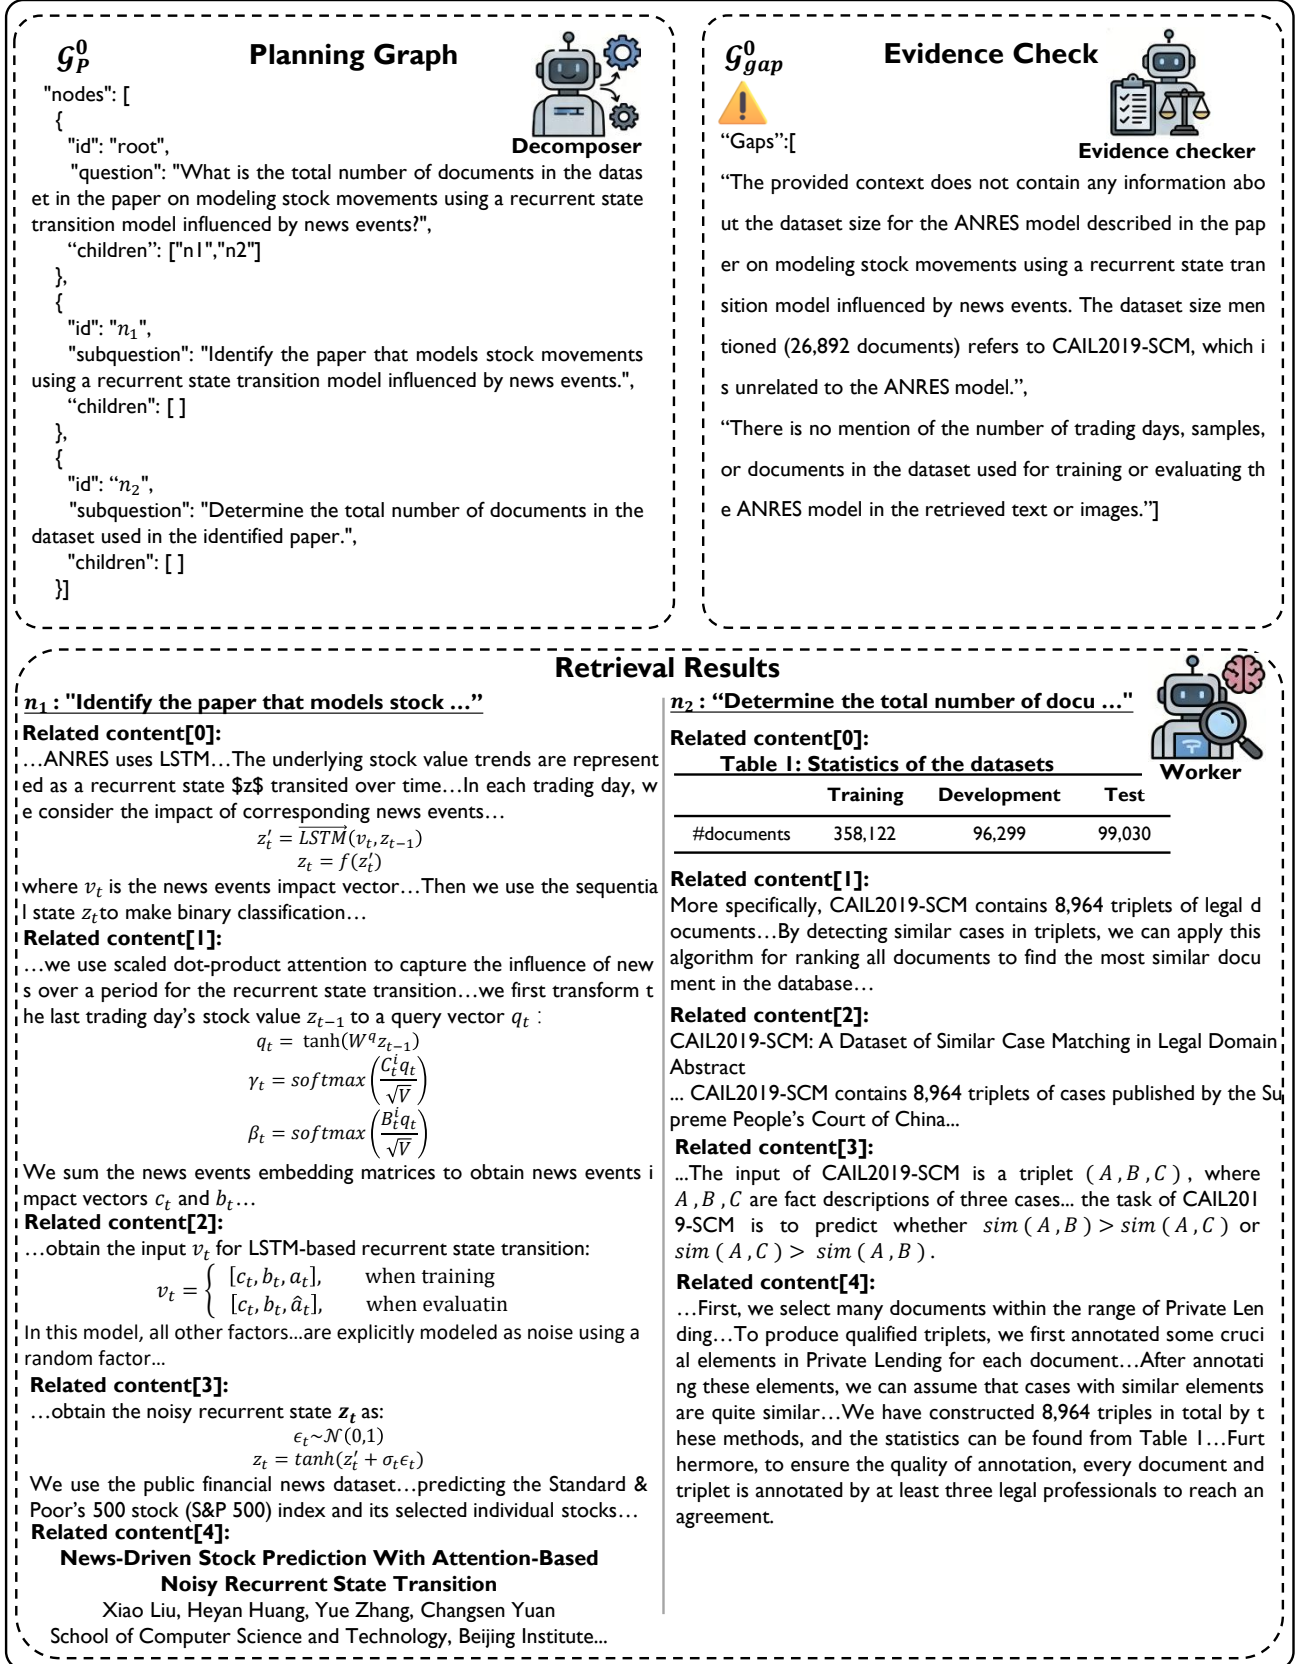 𝒢_P^0 Planning Graph
Decomposer
"nodes": [
{
"id": "root",
"question": "What is the total number of documents in the datas
et in the paper on modeling stock movements using a recurrent state
transition model influenced by news events?",
“children”: ["n1","n2"]
},
{
"id": "n₁",
"subquestion": "Identify the paper that models stock movements
using a recurrent state transition model influenced by news events.",
“children": [ ]
},
{
"id": “n₂",
"subquestion": "Determine the total number of documents in the
dataset used in the identified paper.",
"children": [ ]
}]
𝒢_gap^0 Evidence Check
Evidence checker
“Gaps”:[
“The provided context does not contain any information abo
ut the dataset size for the ANRES model described in the pap
er on modeling stock movements using a recurrent state tran
sition model influenced by news events. The dataset size men
tioned (26,892 documents) refers to CAIL2019-SCM, which i
s unrelated to the ANRES model.”,
“There is no mention of the number of trading days, samples,
or documents in the dataset used for training or evaluating th
e ANRES model in the retrieved text or images.”]
Retrieval Results
Worker
n₁ : "Identify the paper that models stock …”
Related content[0]:
…ANRES uses LSTM…The underlying stock value trends are represent
ed as a recurrent state $z$ transited over time…In each trading day, w
e consider the impact of corresponding news events…
z′_t = \overrightarrow{LSTM}(v_t, z_{t−1})
z_t = f(z′_t)
where v_t is the news events impact vector…Then we use the sequentia
l state z_t to make binary classification…
Related content[1]:
…we use scaled dot-product attention to capture the influence of new
s over a period for the recurrent state transition…we first transform t
he last trading day’s stock value z_{t−1} to a query vector q_t :
q_t = tanh(W^q z_{t−1})
γ_t = softmax(C_t^i q_t / √V)
β_t = softmax(B_t^i q_t / √V)
We sum the news events embedding matrices to obtain news events i
mpact vectors c_t and b_t…
Related content[2]:
…obtain the input v_t for LSTM-based recurrent state transition:
v_t = { [c_t, b_t, a_t], when training
[c_t, b_t, â_t], when evaluatin
In this model, all other factors...are explicitly modeled as noise using a
random factor...
Related content[3]:
…obtain the noisy recurrent state z_t as:
ϵ_t~𝒩(0,1)
z_t = tanh(z′_t + σ_t ϵ_t)
We use the public financial news dataset…predicting the Standard &
Poor’s 500 stock (S&P 500) index and its selected individual stocks…
Related content[4]:
News-Driven Stock Prediction With Attention-Based
Noisy Recurrent State Transition
Xiao Liu, Heyan Huang, Yue Zhang, Changsen Yuan
School of Computer Science and Technology, Beijing Institute...
n₂ : “Determine the total number of docu …"
Related content[0]:
Table 1: Statistics of the datasets
Training Development Test
#documents 358,122 96,299 99,030
Related content[1]:
More specifically, CAIL2019-SCM contains 8,964 triplets of legal d
ocuments…By detecting similar cases in triplets, we can apply this
algorithm for ranking all documents to find the most similar docu
ment in the database…
Related content[2]:
CAIL2019-SCM: A Dataset of Similar Case Matching in Legal Domain
Abstract
... CAIL2019-SCM contains 8,964 triplets of cases published by the Su
preme People’s Court of China...
Related content[3]:
...The input of CAIL2019-SCM is a triplet (A,B,C), where
A,B,C are fact descriptions of three cases... the task of CAIL201
9-SCM is to predict whether sim(A,B) > sim(A,C) or
sim(A,C) > sim(A,B).
Related content[4]:
…First, we select many documents within the range of Private Len
ding…To produce qualified triplets, we first annotated some cruci
al elements in Private Lending for each document…After annotati
ng these elements, we can assume that cases with similar elements
are quite similar…We have constructed 8,964 triples in total by t
hese methods, and the statistics can be found from Table 1…Furt
hermore, to ensure the quality of annotation, every document and
triplet is annotated by at least three legal professionals to reach an
agreement.